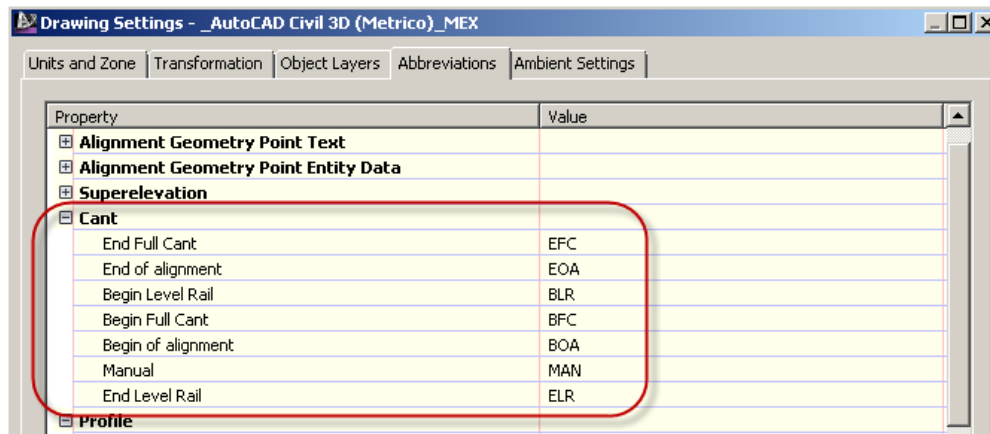 Drawing Settings - _AutoCAD Civil 3D (Metrico)_MEX
Units and Zone Transformation Object Layers Abbreviations Ambient Settings
Property Value
Alignment Geometry Point Text
Alignment Geometry Point Entity Data
Superelevation
Cant
End Full Cant EFC
End of alignment EOA
Begin Level Rail BLR
Begin Full Cant BFC
Begin of alignment BOA
Manual MAN
End Level Rail ELR
Profile